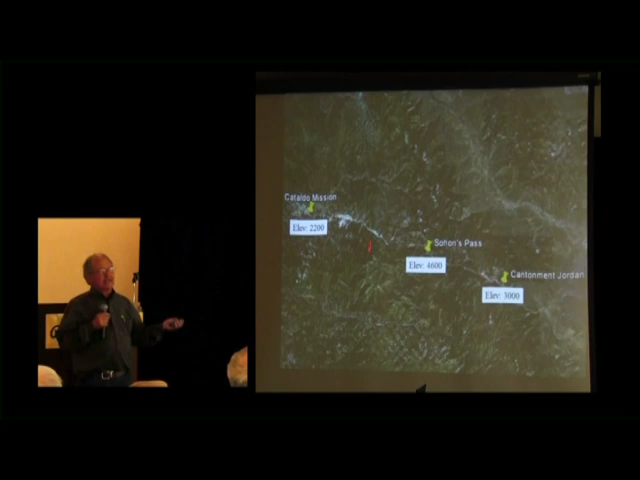 Cataldo Mission
Elev: 2200
Sohon's Pass
Elev: 4600
Cantonment Jordan
Elev: 3000